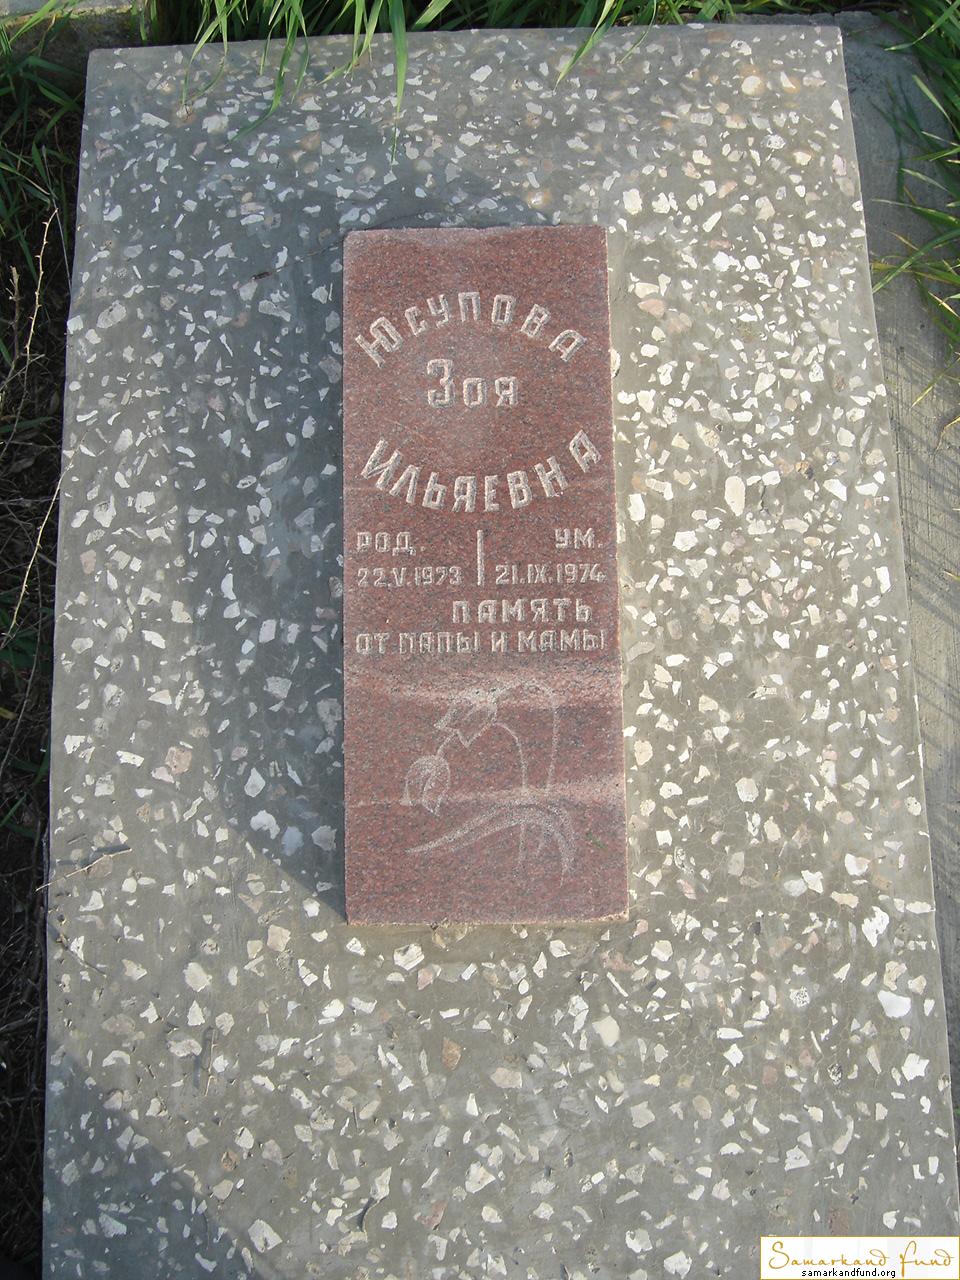 ЮСУПОВА
Зоя
Ильяевна
РОД. УМ.
22.V.1973 21.IX.1974
ПАМЯТЬ
ОТ ПАПЫ И МАМЫ
Samarkand Fund
samarkandfund.org